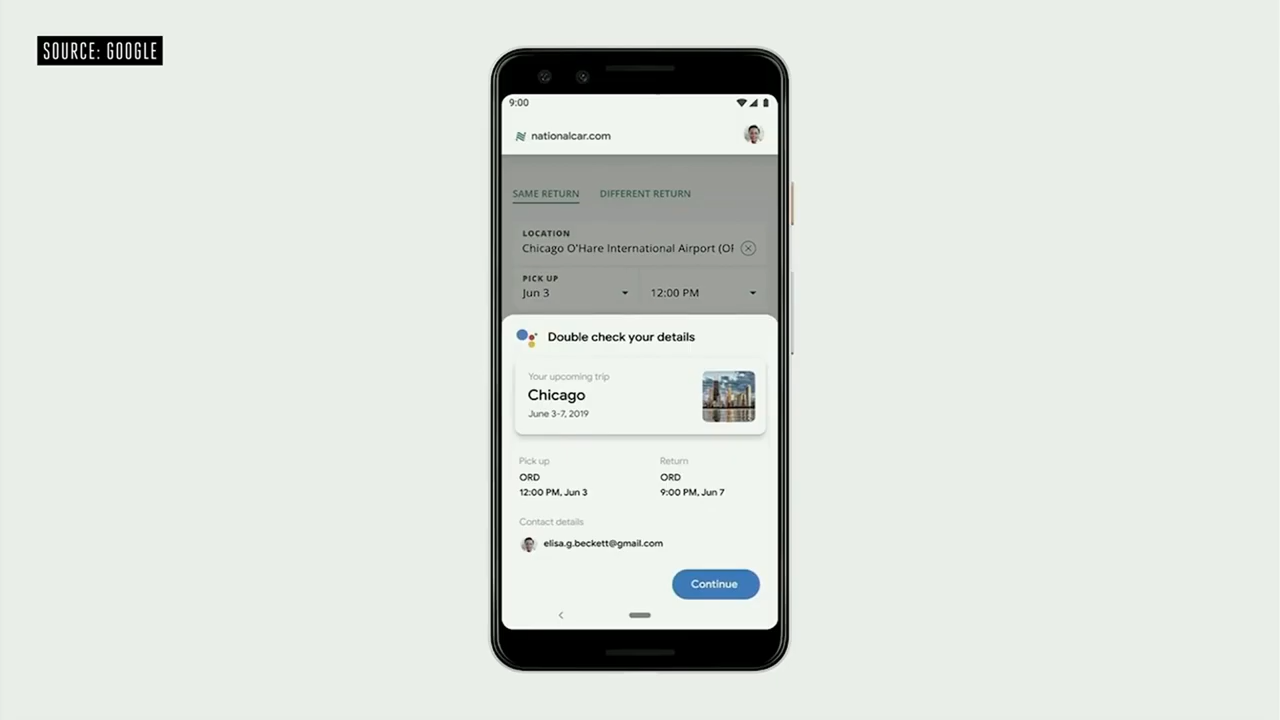 SOURCE: GOOGLE
9:00
nationalcar.com
SAME RETURN DIFFERENT RETURN
LOCATION
Chicago O'Hare International Airport (OR
PICK UP
Jun 3 12:00 PM
Double check your details
Your upcoming trip
Chicago
June 3-7, 2019
Pick up Return
ORD ORD
12:00 PM, Jun 3 9:00 PM, Jun 7
Contact details
elisa.g.beckett@gmail.com
Continue